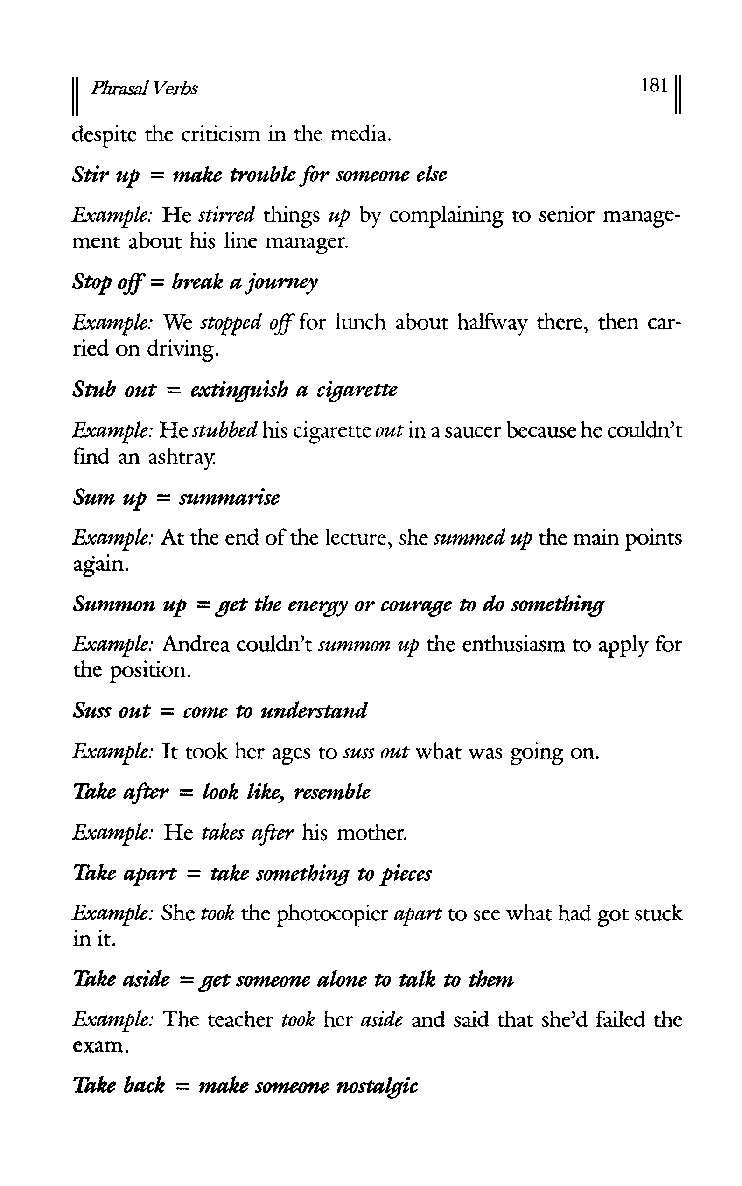 Phrasal Verbs 181
despite the criticism in the media.
Stir up = make trouble for someone else
Example: He stirred things up by complaining to senior manage-
ment about his line manager.
Stop off = break a journey
Example: We stopped off for lunch about halfway there, then car-
ried on driving.
Stub out = extinguish a cigarette
Example: He stubbed his cigarette out in a saucer because he couldn't
find an ashtray.
Sum up = summarise
Example: At the end of the lecture, she summed up the main points
again.
Summon up = get the energy or courage to do something
Example: Andrea couldn't summon up the enthusiasm to apply for
the position.
Suss out = come to understand
Example: It took her ages to suss out what was going on.
Take after = look like, resemble
Example: He takes after his mother.
Take apart = take something to pieces
Example: She took the photocopier apart to see what had got stuck
in it.
Take aside = get someone alone to talk to them
Example: The teacher took her aside and said that she'd failed the
exam.
Take back = make someone nostalgic